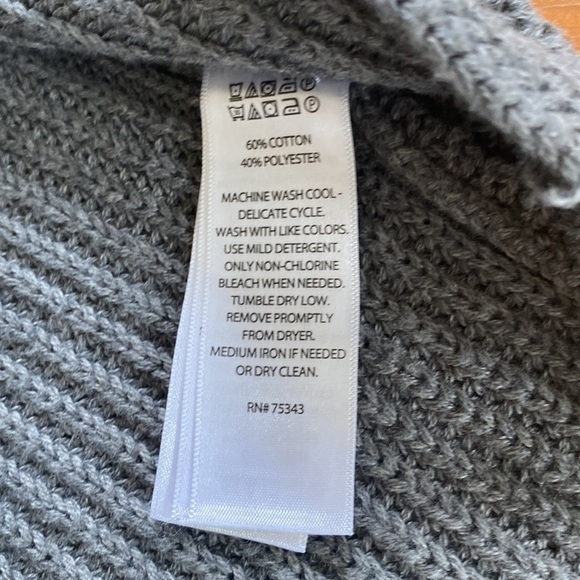 60% COTTON
40% POLYESTER
MACHINE WASH COOL -
DELICATE CYCLE.
WASH WITH LIKE COLORS.
USE MILD DETERGENT.
ONLY NON-CHLORINE
BLEACH WHEN NEEDED.
TUMBLE DRY LOW.
REMOVE PROMPTLY
FROM DRYER.
MEDIUM IRON IF NEEDED
OR DRY CLEAN.
RN# 75343